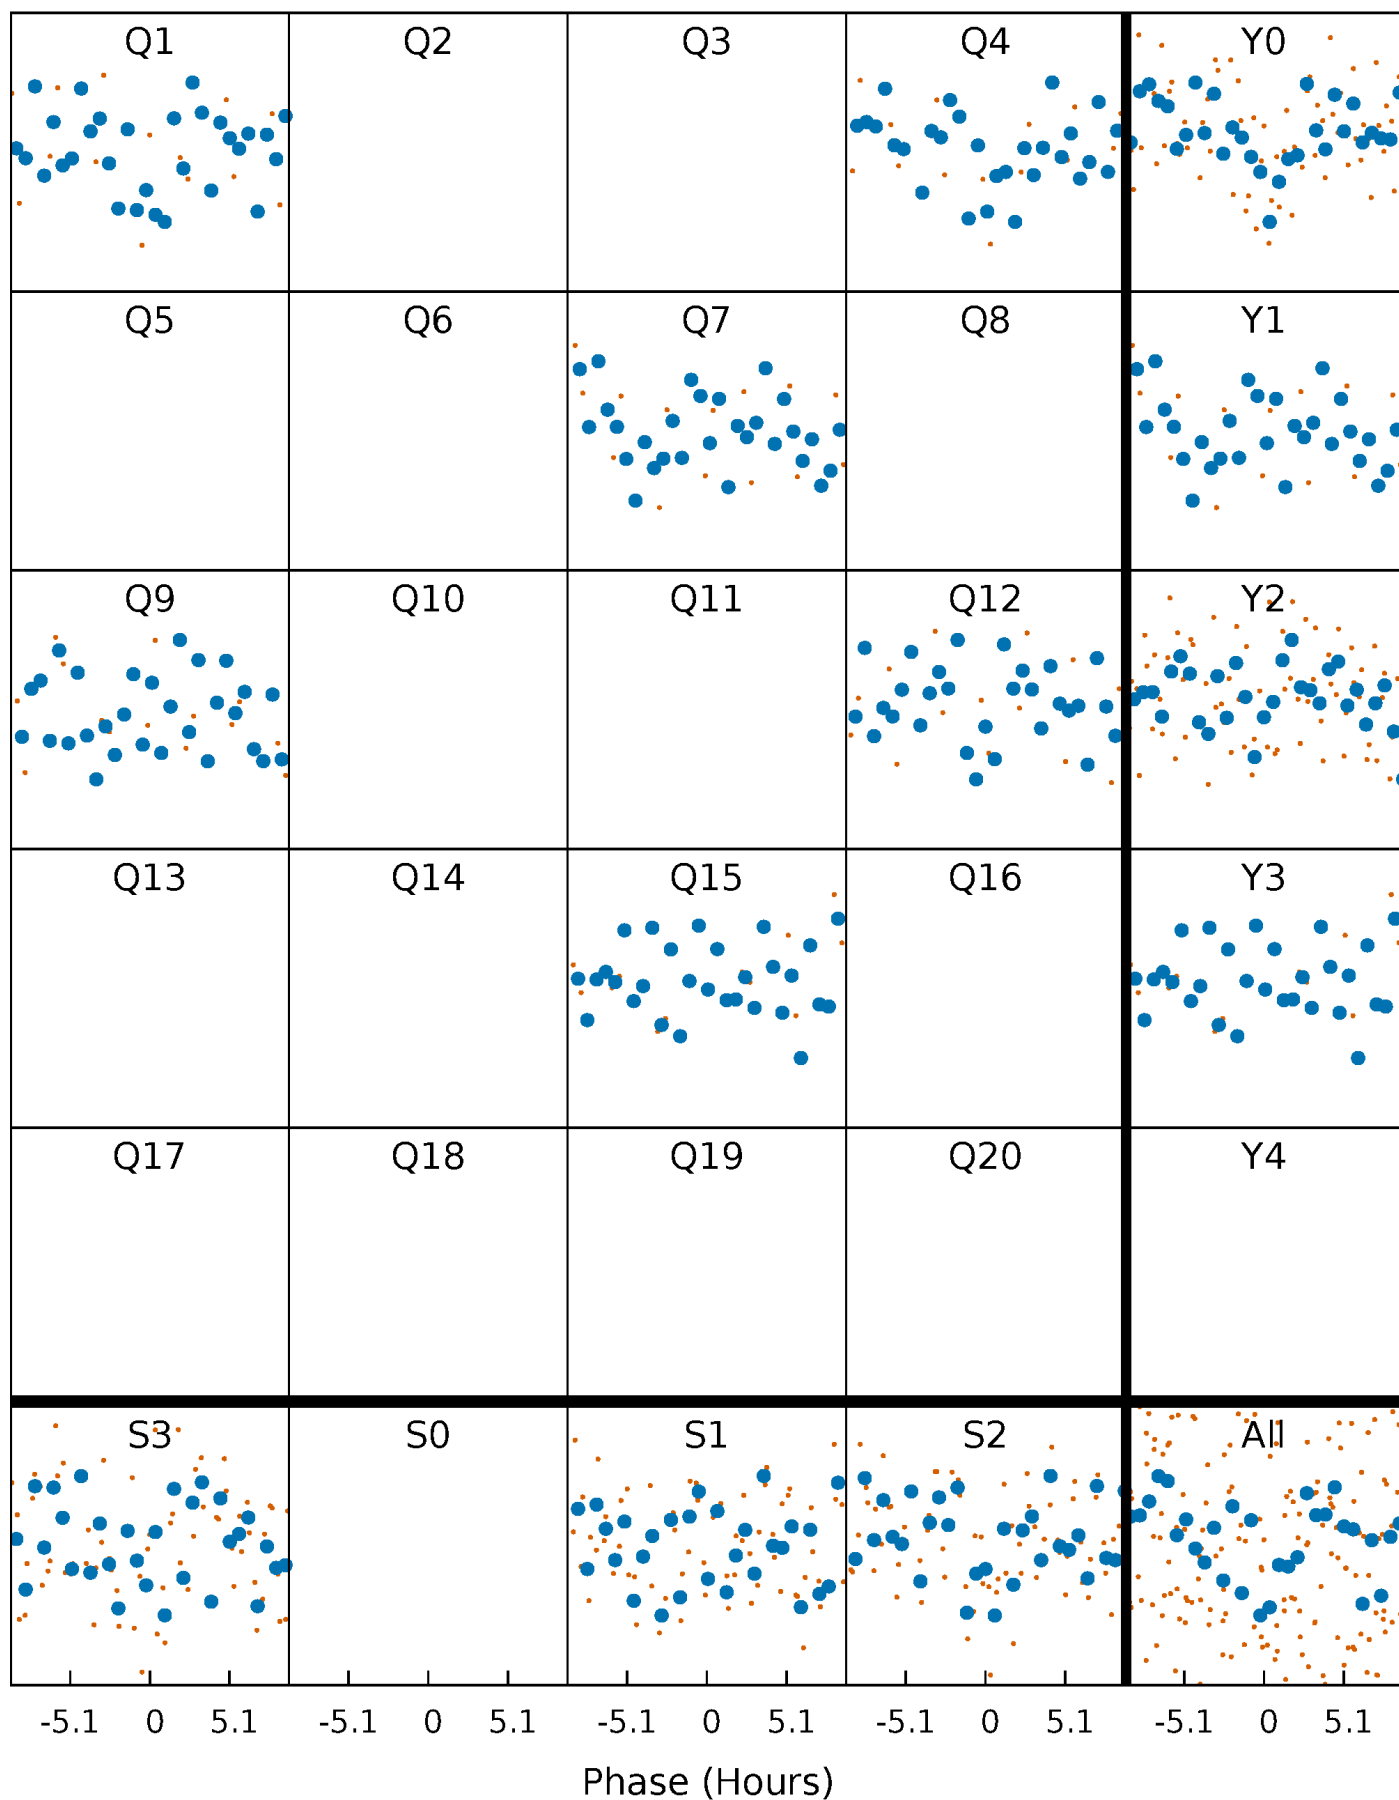 Q1 Q2 Q3 Q4 Y0
Q5 Q6 Q7 Q8 Y1
Q9 Q10 Q11 Q12 Y2
Q13 Q14 Q15 Q16 Y3
Q17 Q18 Q19 Q20 Y4
S3 S0 S1 S2 All
-5.1 0 5.1 -5.1 0 5.1 -5.1 0 5.1 -5.1 0 5.1 -5.1 0 5.1
Phase (Hours)